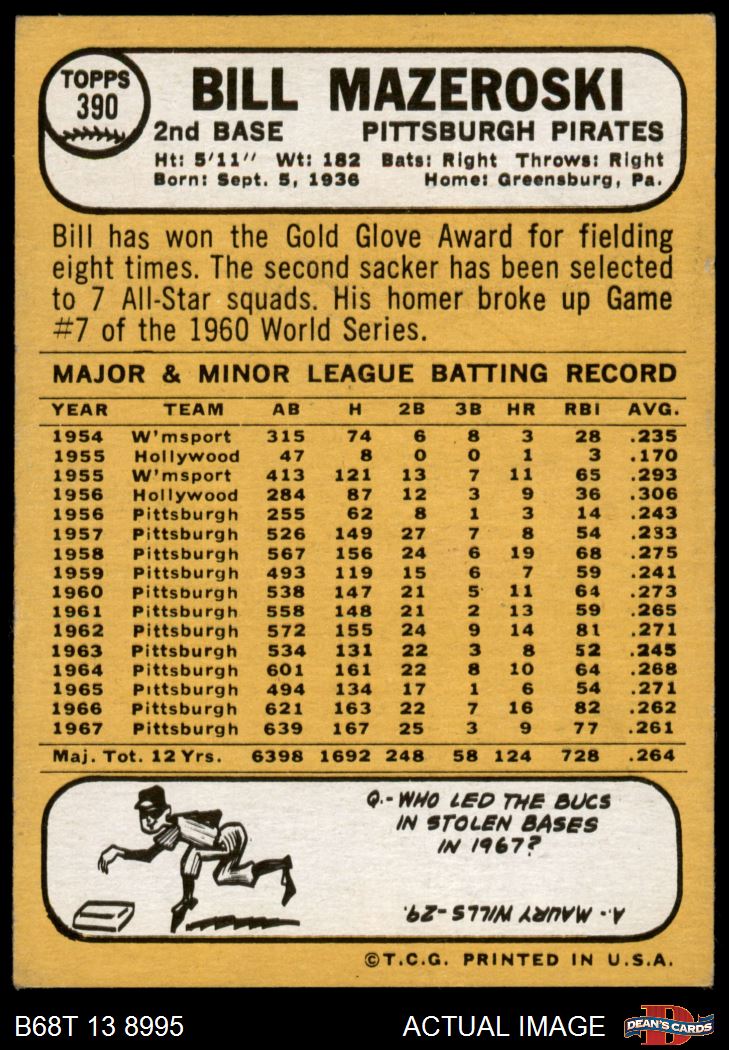 TOPPS
390
BILL MAZEROSKI
2nd BASE PITTSBURGH PIRATES
Ht: 5'11" Wt: 182 Bats: Right Throws: Right
Born: Sept. 5, 1936 Home: Greensburg, Pa.
Bill has won the Gold Glove Award for fielding
eight times. The second sacker has been selected
to 7 All-Star squads. His homer broke up Game
#7 of the 1960 World Series.
MAJOR & MINOR LEAGUE BATTING RECORD
YEAR TEAM AB H 2B 3B HR RBI AVG.
1954 W'msport 315 74 6 8 3 28 .235
1955 Hollywood 47 8 0 0 1 3 .170
1955 W'msport 413 121 13 7 11 65 .293
1956 Hollywood 284 87 12 3 9 36 .306
1956 Pittsburgh 255 62 8 1 3 14 .243
1957 Pittsburgh 526 149 27 7 8 54 .233
1958 Pittsburgh 567 156 24 6 19 68 .275
1959 Pittsburgh 493 119 15 6 7 59 .241
1960 Pittsburgh 538 147 21 5 11 64 .273
1961 Pittsburgh 558 148 21 2 13 59 .265
1962 Pittsburgh 572 155 24 9 14 81 .271
1963 Pittsburgh 534 131 22 3 8 52 .245
1964 Pittsburgh 601 161 22 8 10 64 .268
1965 Pittsburgh 494 134 17 1 6 54 .271
1966 Pittsburgh 621 163 22 7 16 82 .262
1967 Pittsburgh 639 167 25 3 9 77 .261
Maj. Tot. 12 Yrs. 6398 1692 248 58 124 728 .264
Q.-WHO LED THE BUCS
IN STOLEN BASES
IN 1967?
A.- MAURY WILLS-29.
©T.C.G. PRINTED IN U.S.A.
B68T 13 8995 ACTUAL IMAGE
D
DEAN'S CARDS